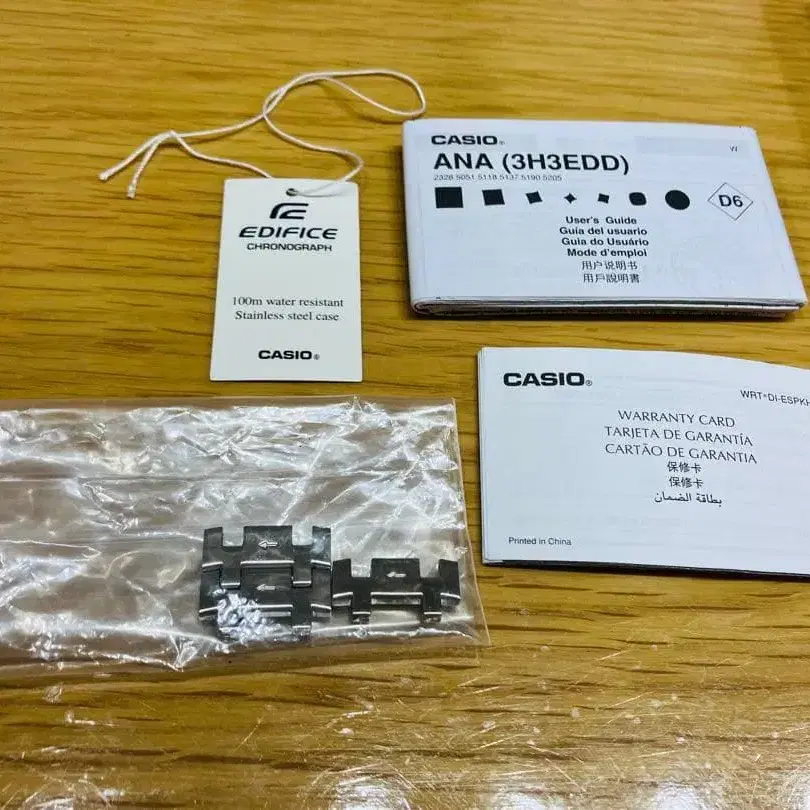 EDIFICE
CHRONOGRAPH
100m water resistant
Stainless steel case
CASIO®
CASIO®
W
ANA (3H3EDD)
2328·5051·5118·5137·5190·5205
D6
User's Guide
Guía del usuario
Guia do Usuário
Mode d'emploi
用户说明书
用戶說明書
CASIO®
WARRANTY CARD
TARJETA DE GARANTÍA
CARTÃO DE GARANTIA
保修卡
保修卡
بطاقة الضمان
Printed in China